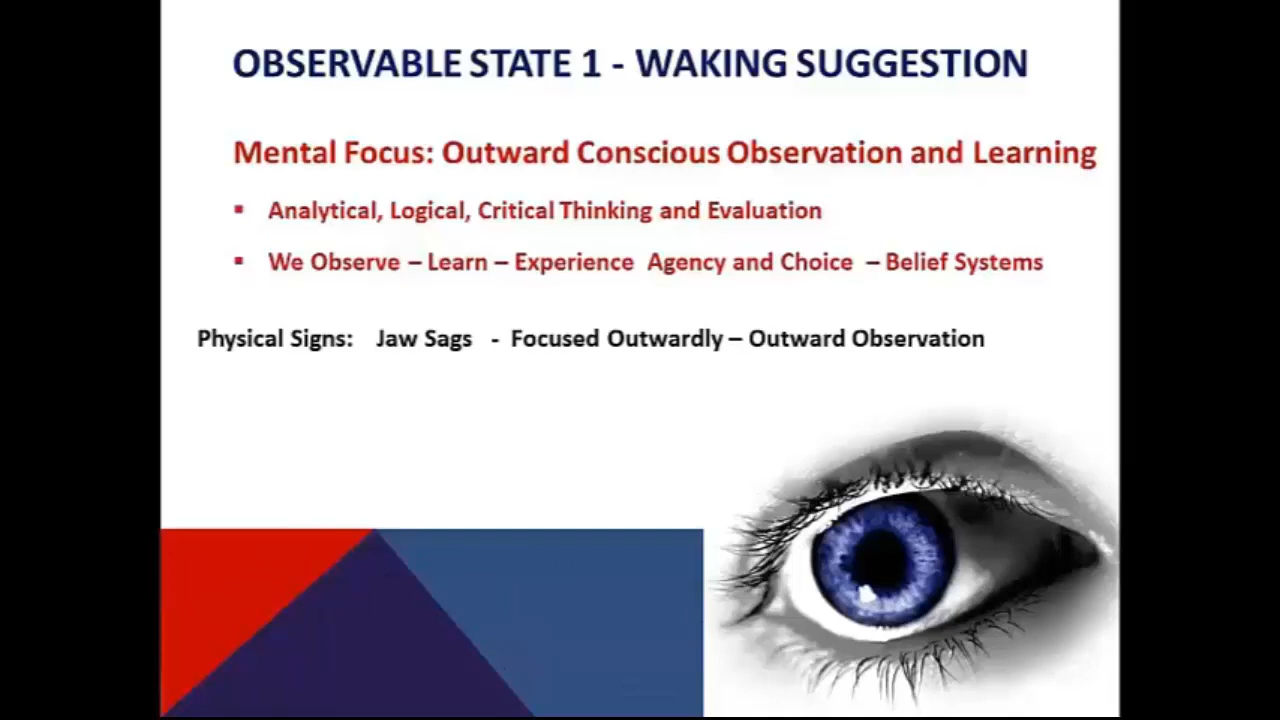 OBSERVABLE STATE 1 - WAKING SUGGESTION
Mental Focus: Outward Conscious Observation and Learning
▪ Analytical, Logical, Critical Thinking and Evaluation
▪ We Observe – Learn – Experience Agency and Choice – Belief Systems
Physical Signs: Jaw Sags - Focused Outwardly – Outward Observation